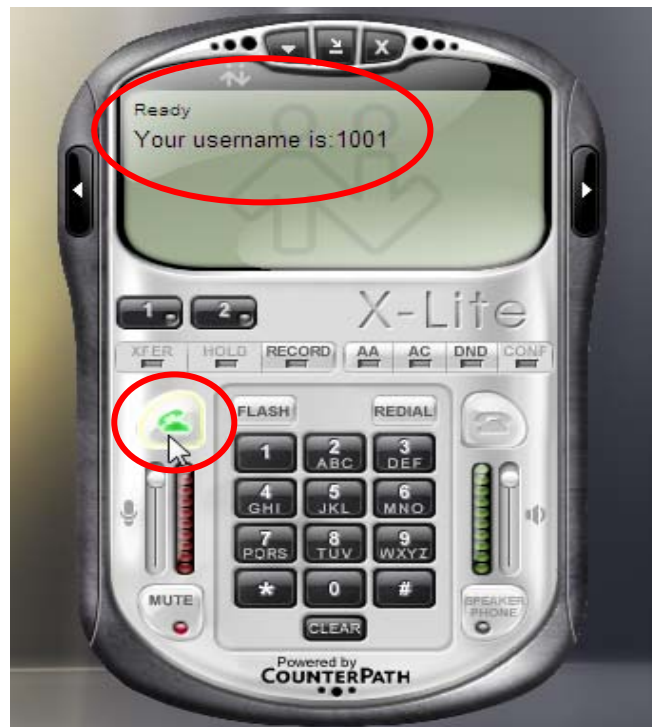 X
Ready
Your username is:1001
1 2
X-Lite
XFER HOLD RECORD AA AC DND CONF
FLASH REDIAL
1 2 3
ABC DEF
4 5 6
GHI JKL MNO
7 8 9
PQRS TUV WXYZ
* 0 #
MUTE SPEAKER
PHONE
CLEAR
Powered by
COUNTERPATH